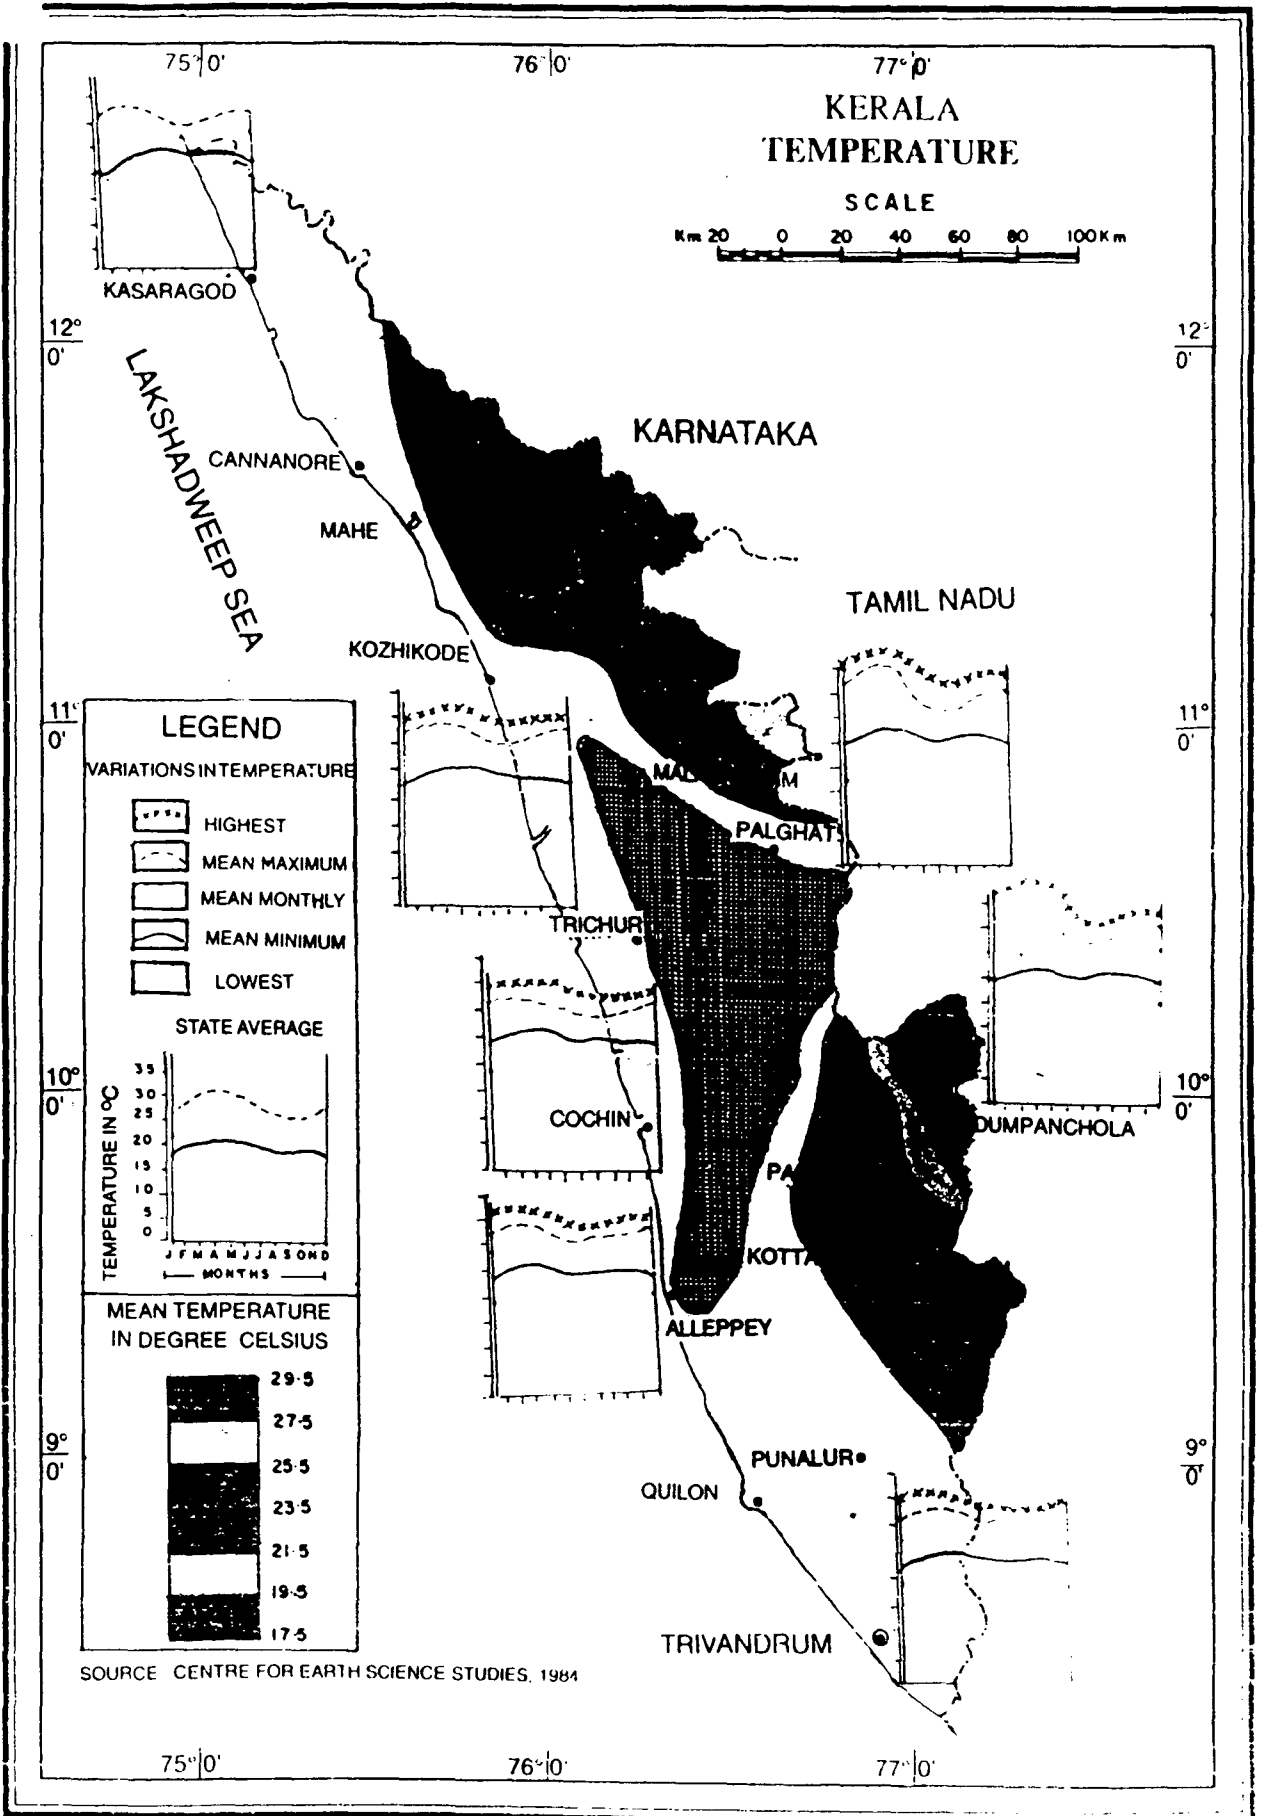 75°0'
76°0'
77°0'
KERALA
TEMPERATURE
SCALE
Km 20 0 20 40 60 80 100 Km
KASARAGOD
12°
0'
12°
0'
LAKSHADWEEP SEA
KARNATAKA
CANNANORE
MAHE
TAMIL NADU
KOZHIKODE
11°
0'
11°
0'
LEGEND
VARIATIONS IN TEMPERATURE
HIGHEST
MEAN MAXIMUM
MEAN MONTHLY
MEAN MINIMUM
LOWEST
MAL M
PALGHAT
TRICHUR
STATE AVERAGE
35
30
25
20
15
10
5
0
TEMPERATURE IN °C
J F M A M J J A S O N D
MONTHS
10°
0'
10°
0'
COCHIN
DUMPANCHOLA
PA
KOTTA
ALLEPPEY
MEAN TEMPERATURE
IN DEGREE CELSIUS
29·5
27·5
25·5
23·5
21·5
19·5
17·5
9°
0'
9°
0'
PUNALUR
QUILON
TRIVANDRUM
SOURCE CENTRE FOR EARTH SCIENCE STUDIES, 1984
75°0'
76°0'
77°0'